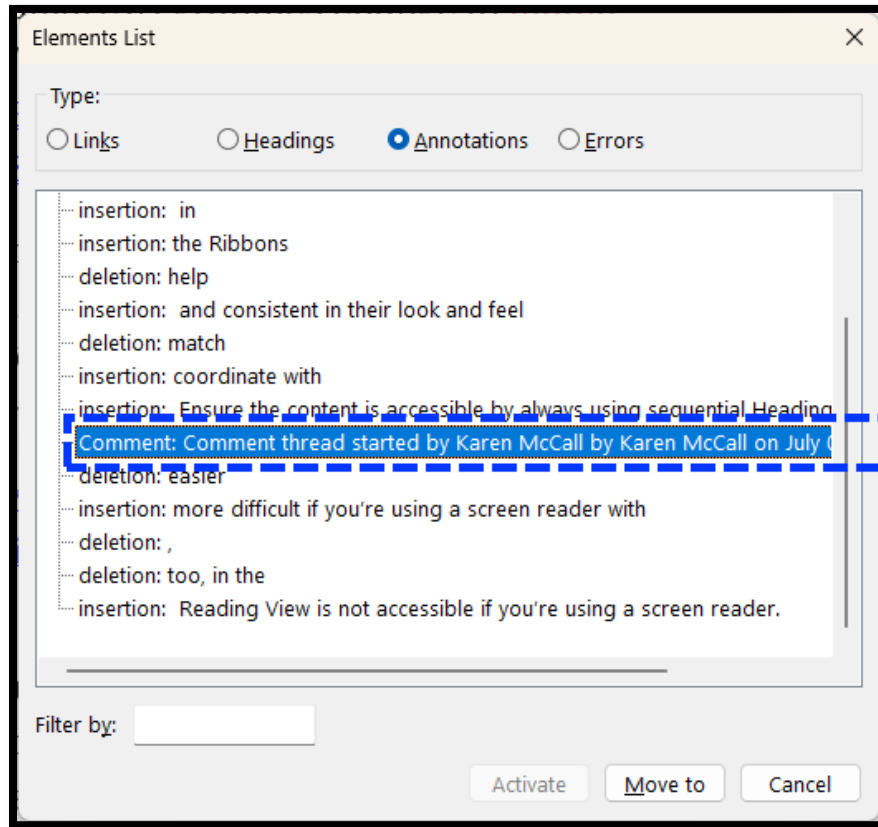 Elements List
Type:
Links Headings Annotations Errors
insertion: in
insertion: the Ribbons
deletion: help
insertion: and consistent in their look and feel
deletion: match
insertion: coordinate with
insertion: Ensure the content is accessible by always using sequential Heading
Comment: Comment thread started by Karen McCall by Karen McCall on July
deletion: easier
insertion: more difficult if you're using a screen reader with
deletion: ,
deletion: too, in the
insertion: Reading View is not accessible if you're using a screen reader.
Filter by:
Activate Move to Cancel